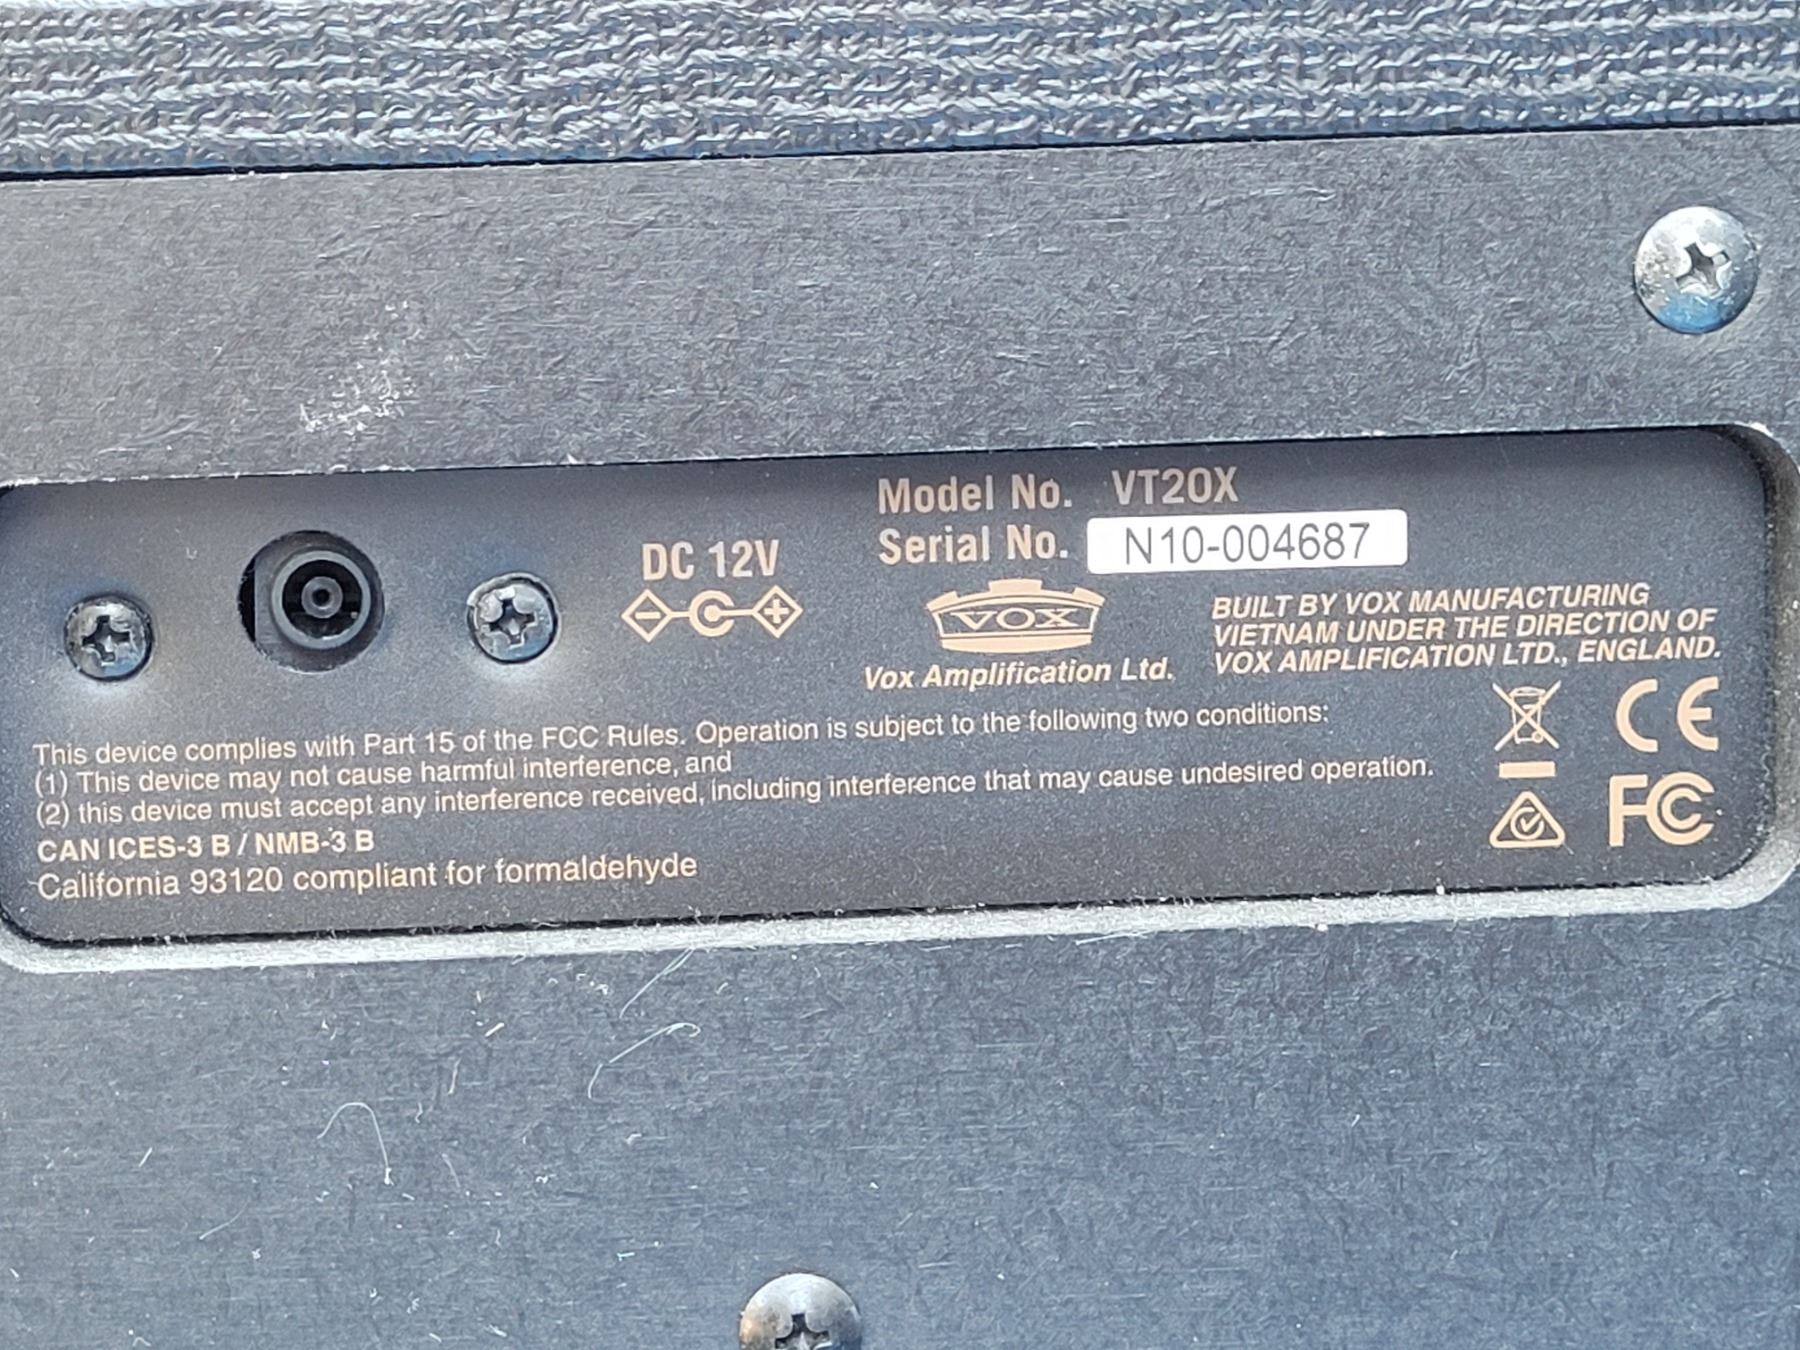 Model No. VT20X
Serial No. N10-004687
DC 12V
VOX
Vox Amplification Ltd.
BUILT BY VOX MANUFACTURING
VIETNAM UNDER THE DIRECTION OF
VOX AMPLIFICATION LTD., ENGLAND.
This device complies with Part 15 of the FCC Rules. Operation is subject to the following two conditions:
(1) This device may not cause harmful interference, and
(2) this device must accept any interference received, including interference that may cause undesired operation.
CAN ICES-3 B / NMB-3 B
California 93120 compliant for formaldehyde
CE
FC